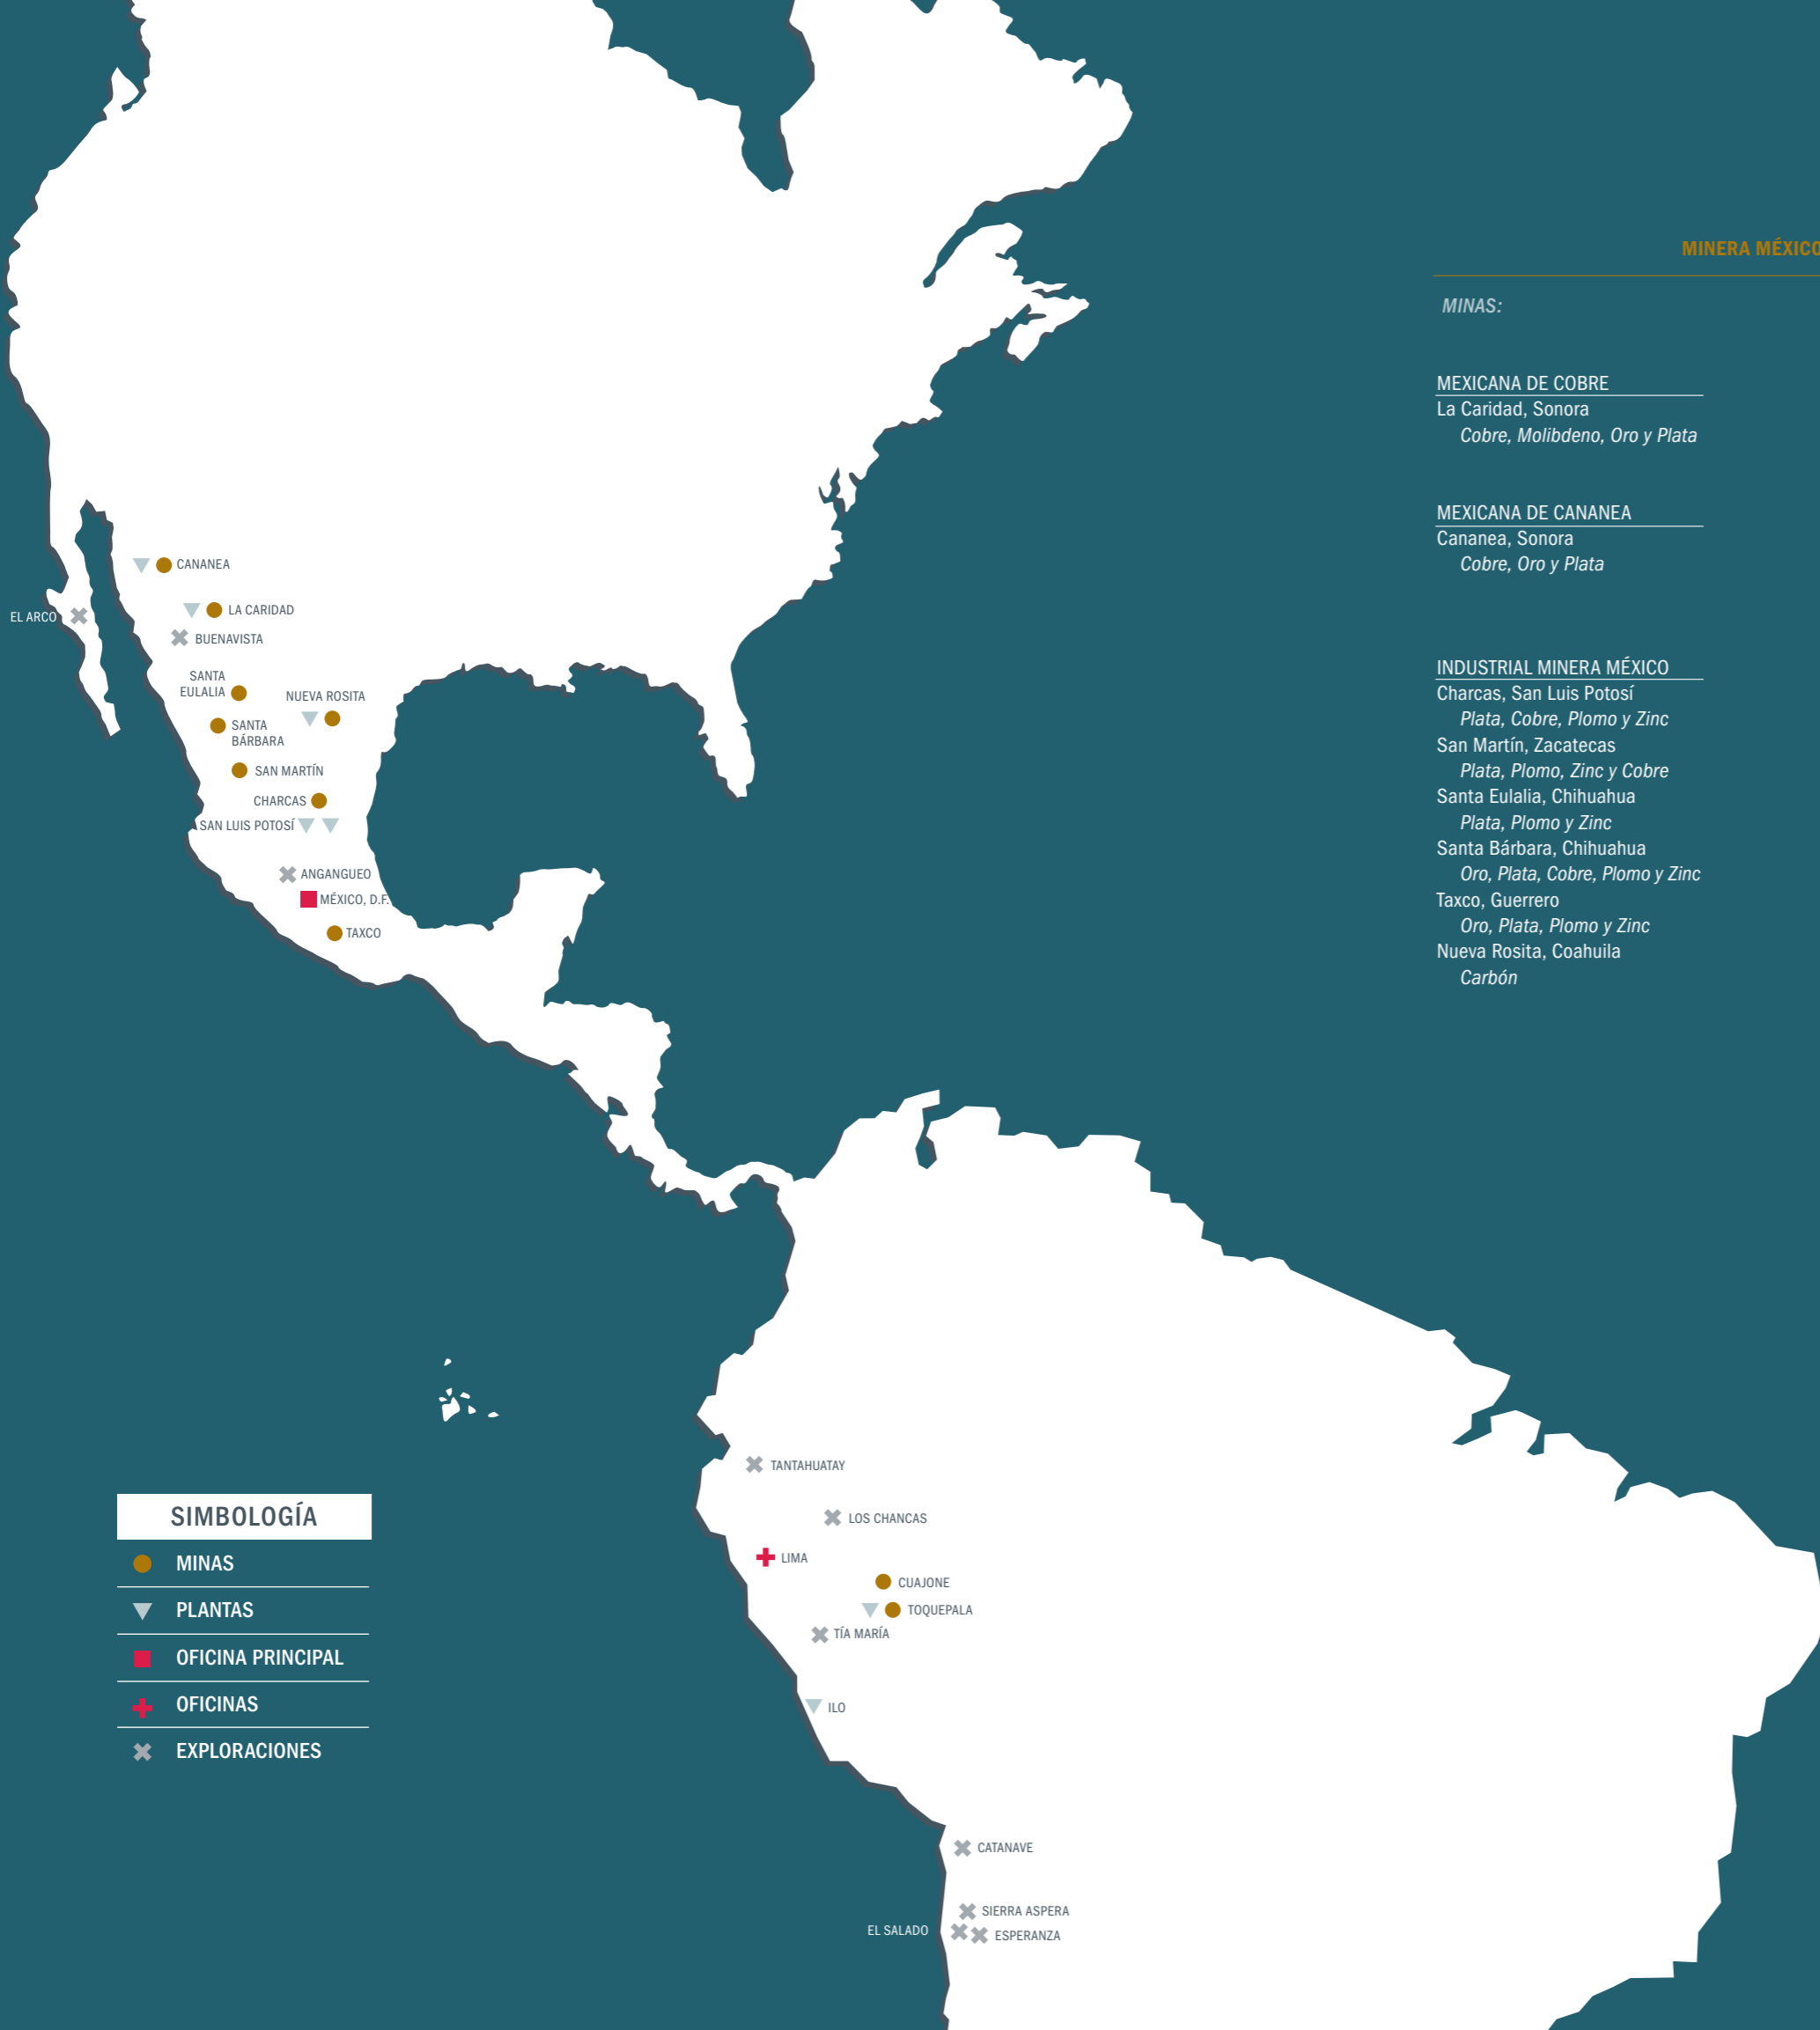 MINERA MÉXICO
MINAS:
MEXICANA DE COBRE
La Caridad, Sonora
Cobre, Molibdeno, Oro y Plata
MEXICANA DE CANANEA
Cananea, Sonora
Cobre, Oro y Plata
INDUSTRIAL MINERA MÉXICO
Charcas, San Luis Potosí
Plata, Cobre, Plomo y Zinc
San Martín, Zacatecas
Plata, Plomo, Zinc y Cobre
Santa Eulalia, Chihuahua
Plata, Plomo y Zinc
Santa Bárbara, Chihuahua
Oro, Plata, Cobre, Plomo y Zinc
Taxco, Guerrero
Oro, Plata, Plomo y Zinc
Nueva Rosita, Coahuila
Carbón
CANANEA
LA CARIDAD
EL ARCO
BUENAVISTA
SANTA
EULALIA
NUEVA ROSITA
SANTA
BÁRBARA
SAN MARTÍN
CHARCAS
SAN LUIS POTOSÍ
ANGANGUEO
MÉXICO, D.F.
TAXCO
TANTAHUATAY
LOS CHANCAS
LIMA
CUAJONE
TOQUEPALA
TÍA MARÍA
ILO
CATANAVE
SIERRA ASPERA
EL SALADO
ESPERANZA
SIMBOLOGÍA
MINAS
PLANTAS
OFICINA PRINCIPAL
OFICINAS
EXPLORACIONES